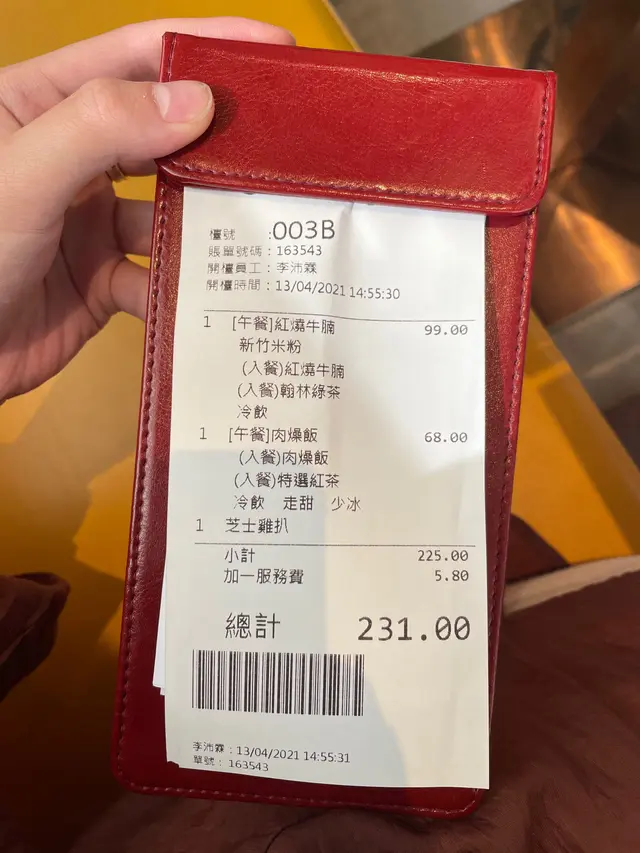 檯號 :003B
賬單號碼:163543
開檯員工:李沛霖
開檯時間:13/04/2021 14:55:30
1 [午餐]紅燒牛腩 99.00
新竹米粉
(入餐)紅燒牛腩
(入餐)翰林綠茶
冷飲
1 [午餐]肉燥飯 68.00
(入餐)肉燥飯
(入餐)特選紅茶
冷飲 走甜 少冰
1 芝士雞扒
小計 225.00
加一服務費 5.80
總計 231.00
李沛霖:13/04/2021 14:55:31
單號:163543